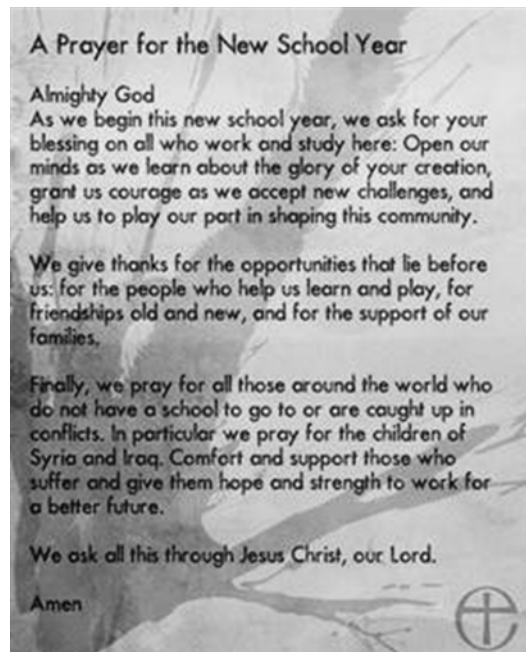 A Prayer for the New School Year
Almighty God
As we begin this new school year, we ask for your
blessing on all who work and study here: Open our
minds as we learn about the glory of your creation,
grant us courage as we accept new challenges, and
help us to play our part in shaping this community.
We give thanks for the opportunities that lie before
us: for the people who help us learn and play, for
friendships old and new, and for the support of our
families.
Finally, we pray for all those around the world who
do not have a school to go to or are caught up in
conflicts. In particular we pray for the children of
Syria and Iraq. Comfort and support those who
suffer and give them hope and strength to work for
a better future.
We ask all this through Jesus Christ, our Lord.
Amen